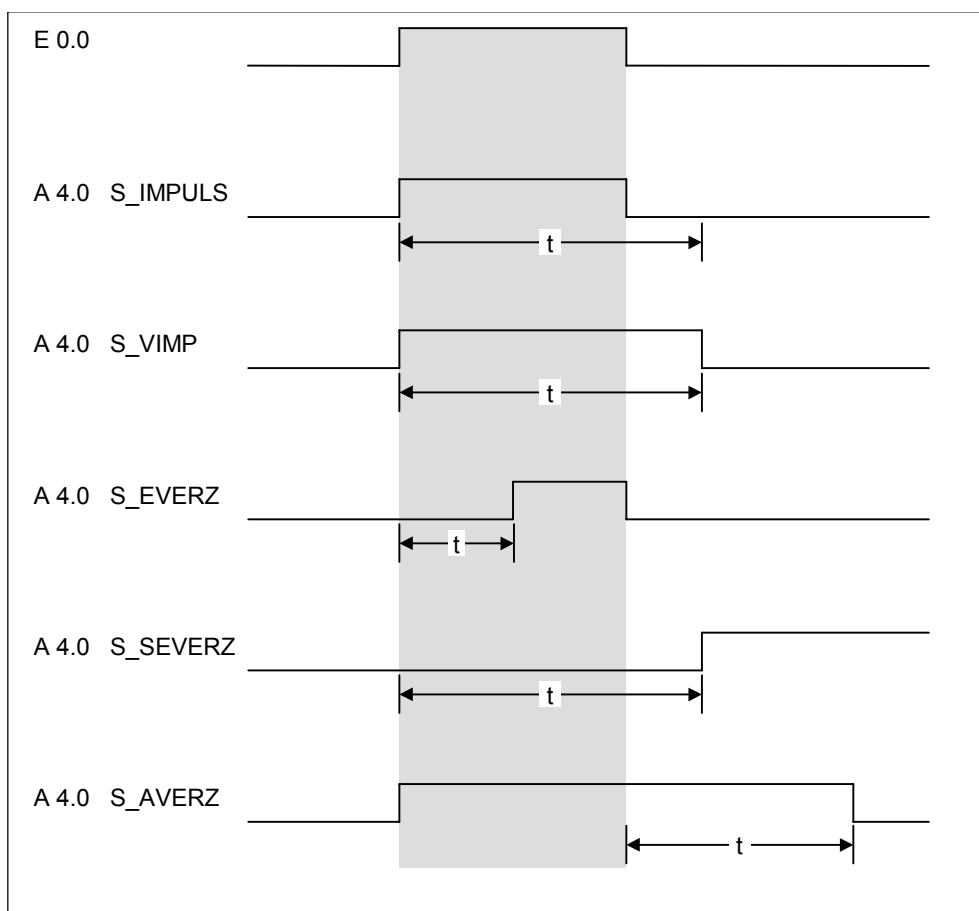 E 0.0
A 4.0 S_IMPULS
t
A 4.0 S_VIMP
t
A 4.0 S_EVERZ
t
A 4.0 S_SEVERZ
t
A 4.0 S_AVERZ
t